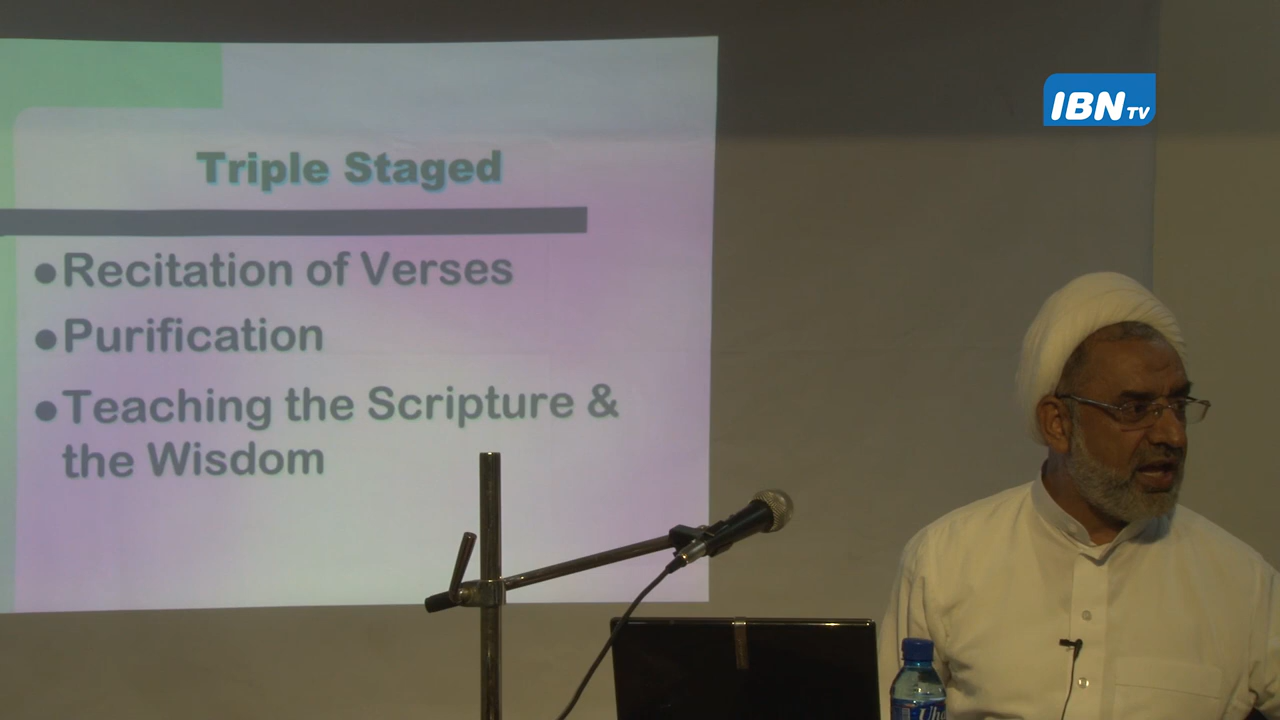 IBN TV
Triple Staged
●Recitation of Verses
●Purification
●Teaching the Scripture &
the Wisdom